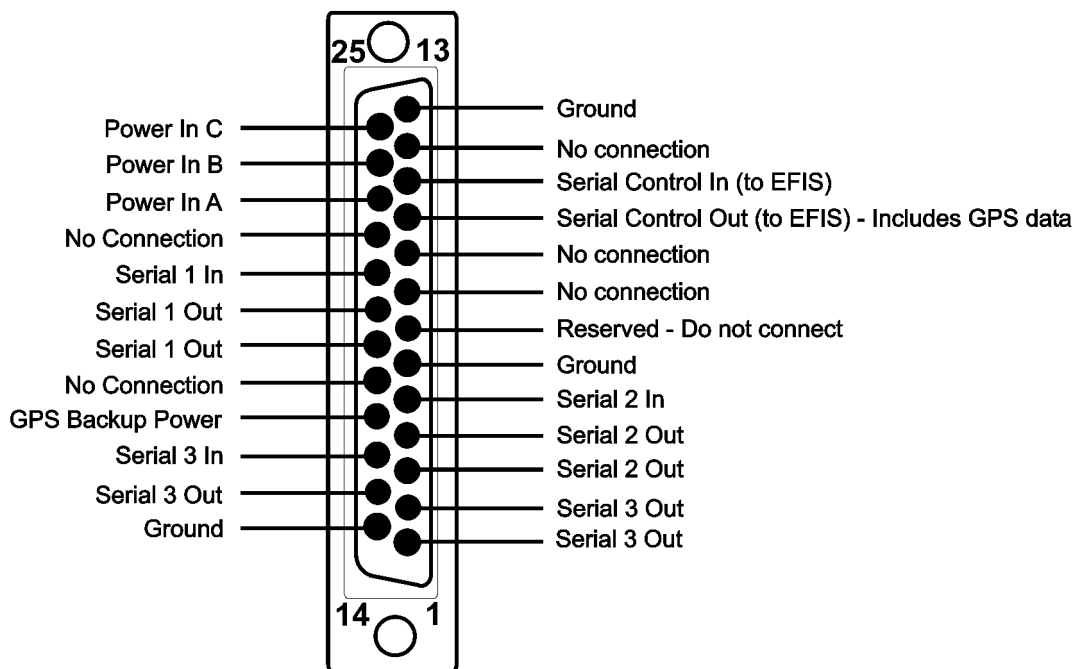 25 13
Power In C
Power In B
Power In A
No Connection
Serial 1 In
Serial 1 Out
Serial 1 Out
No Connection
GPS Backup Power
Serial 3 In
Serial 3 Out
Ground
Ground
No connection
Serial Control In (to EFIS)
Serial Control Out (to EFIS) - Includes GPS data
No connection
No connection
Reserved - Do not connect
Ground
Serial 2 In
Serial 2 Out
Serial 2 Out
Serial 3 Out
Serial 3 Out
14 1